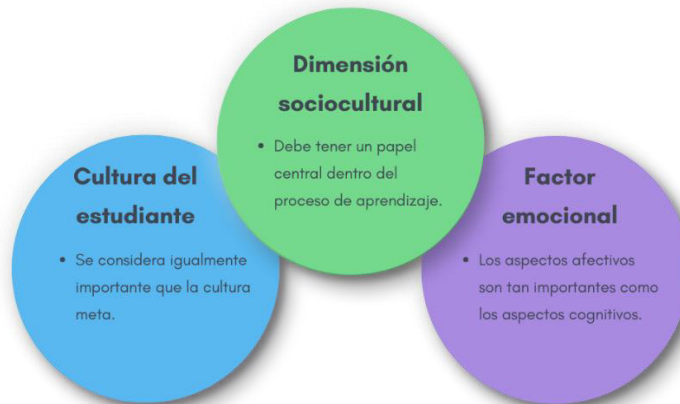 Dimensión
sociocultural
• Debe tener un papel
central dentro del
proceso de aprendizaje.
Cultura del
estudiante
• Se considera igualmente
importante que la cultura
meta.
Factor
emocional
• Los aspectos afectivos
son tan importantes como
los aspectos cognitivos.